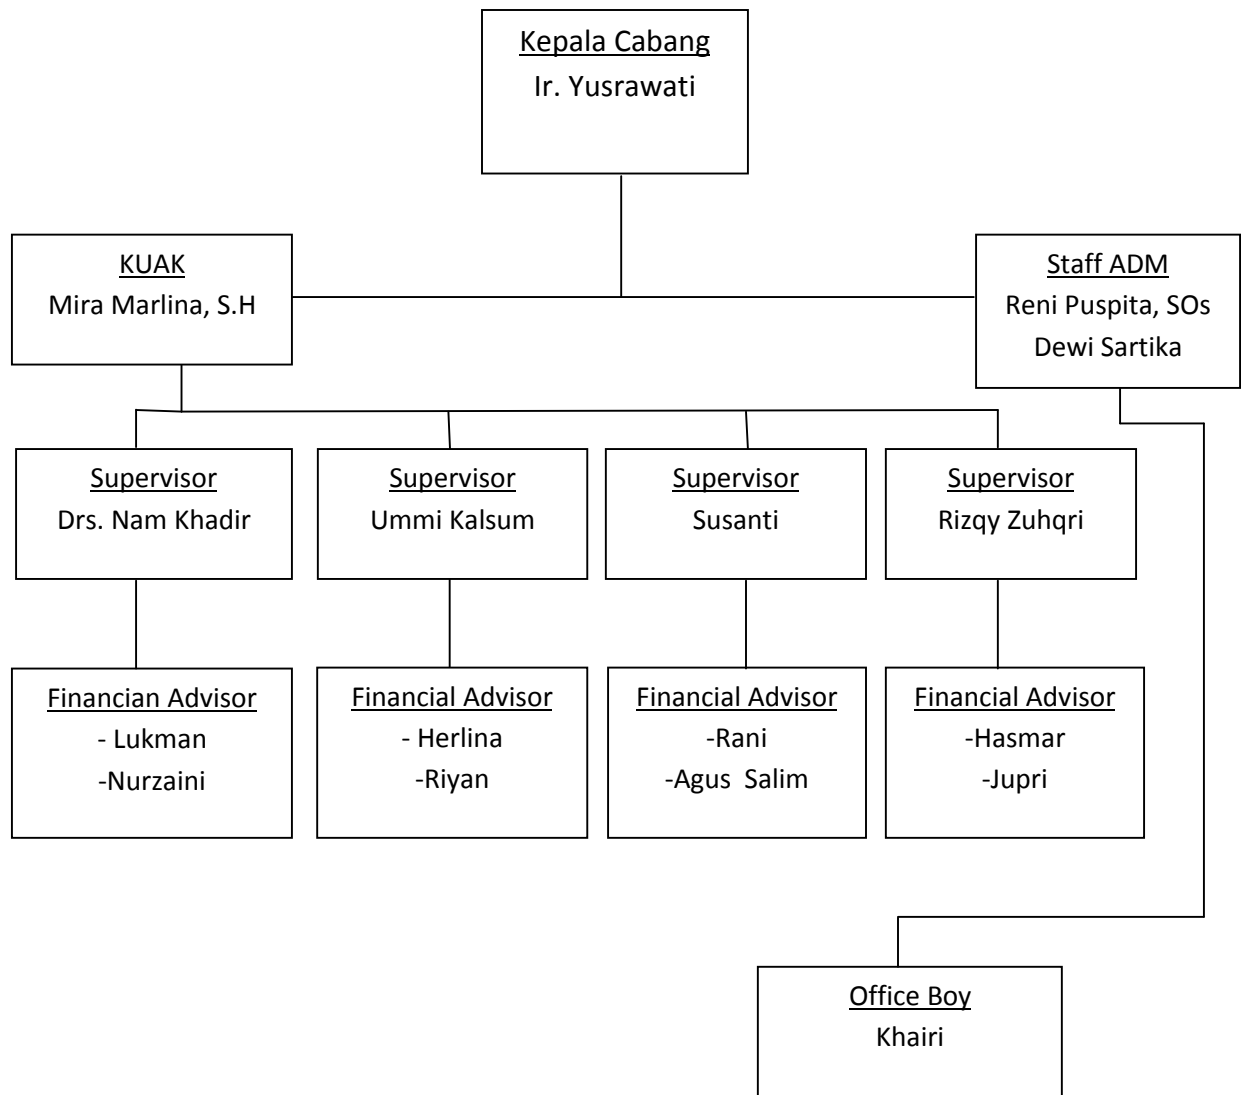 Kepala Cabang
Ir. Yusrawati
KUAK
Mira Marlina, S.H
Staff ADM
Reni Puspita, SOs
Dewi Sartika
Supervisor
Drs. Nam Khadir
Supervisor
Ummi Kalsum
Supervisor
Susanti
Supervisor
Rizqy Zuhqri
Financian Advisor
- Lukman
-Nurzaini
Financial Advisor
- Herlina
-Riyan
Financial Advisor
-Rani
-Agus  Salim
Financial Advisor
-Hasmar
-Jupri
Office Boy
Khairi